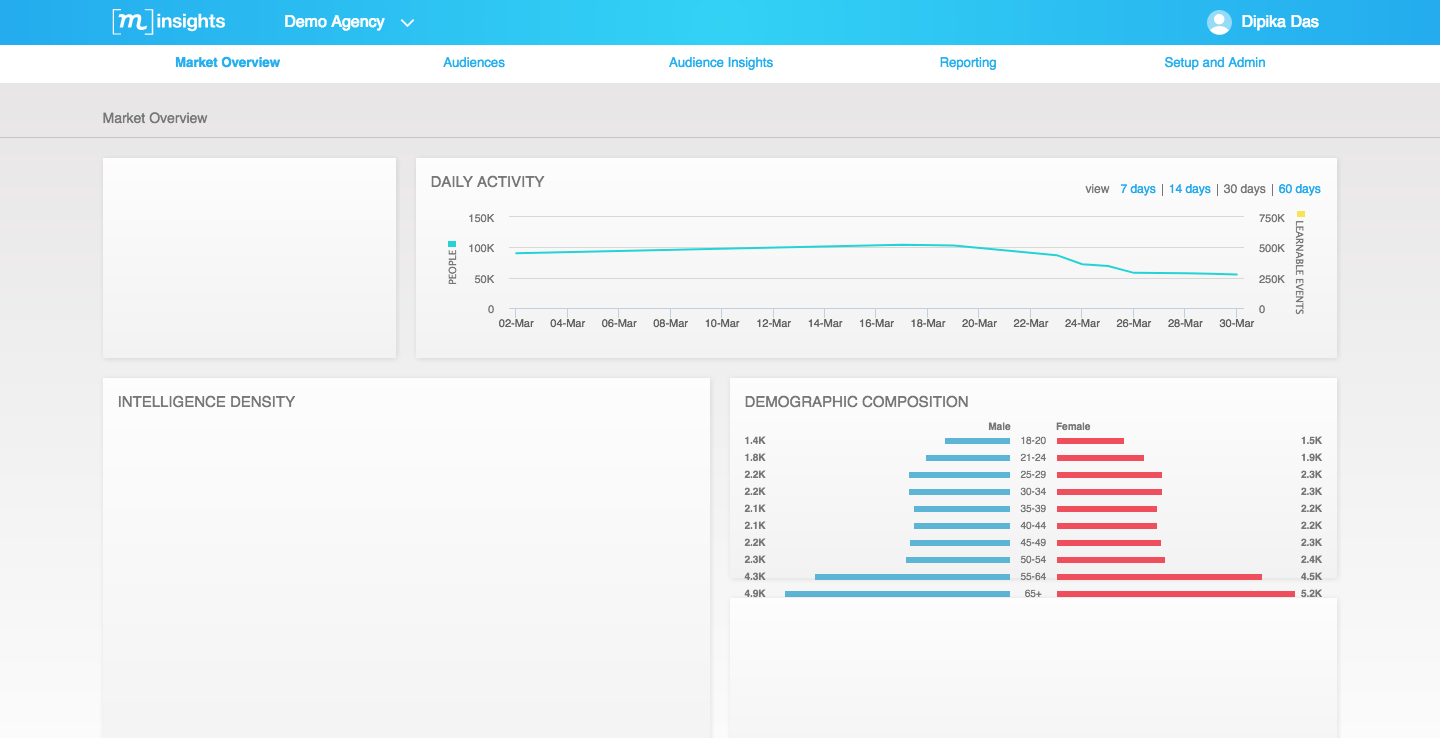 [m]insights
Demo Agency
Dipika Das
Market Overview
Audiences
Audience Insights
Reporting
Setup and Admin
Market Overview
DAILY ACTIVITY
view 7 days | 14 days | 30 days | 60 days
PEOPLE
150K
100K
50K
0
750K
500K
250K
0
LEARNABLE EVENTS
02-Mar 04-Mar 06-Mar 08-Mar 10-Mar 12-Mar 14-Mar 16-Mar 18-Mar 20-Mar 22-Mar 24-Mar 26-Mar 28-Mar 30-Mar
INTELLIGENCE DENSITY
DEMOGRAPHIC COMPOSITION
Male Female
1.4K 18-20 1.5K
1.8K 21-24 1.9K
2.2K 25-29 2.3K
2.2K 30-34 2.3K
2.1K 35-39 2.2K
2.1K 40-44 2.2K
2.2K 45-49 2.3K
2.3K 50-54 2.4K
4.3K 55-64 4.5K
4.9K 65+ 5.2K